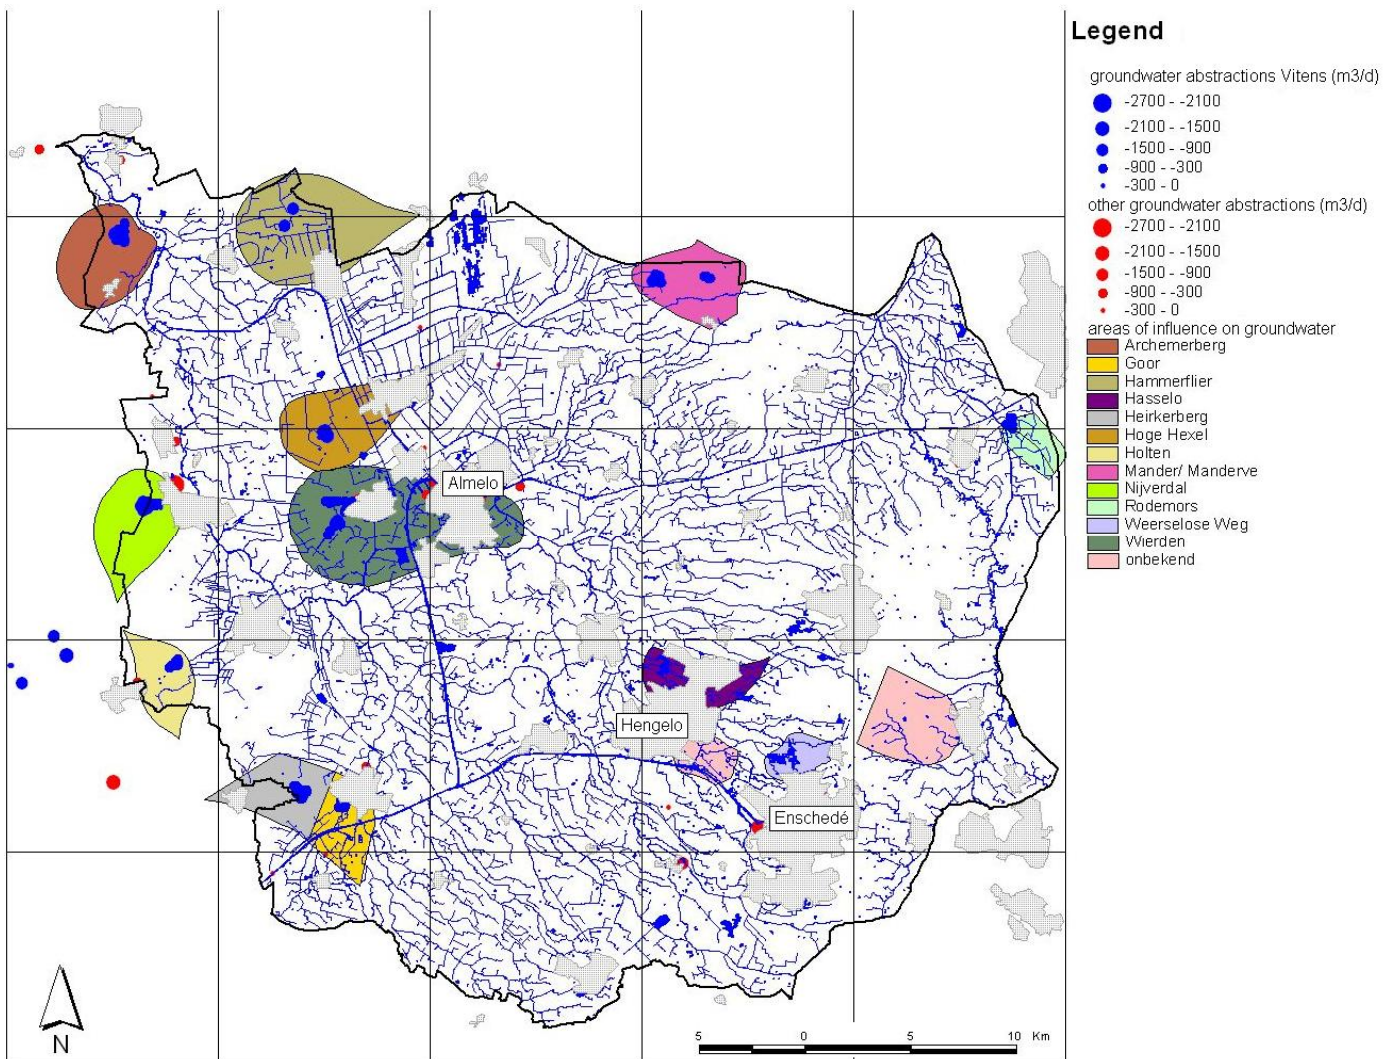 Legend
groundwater abstractions Vitens (m3/d)
-2700 - -2100
-2100 - -1500
-1500 - -900
-900 - -300
-300 - 0
other groundwater abstractions (m3/d)
-2700 - -2100
-2100 - -1500
-1500 - -900
-900 - -300
-300 - 0
areas of influence on groundwater
Archemerberg
Goor
Hammerflier
Hasselo
Heirkerberg
Hoge Hexel
Holten
Mander/ Manderve
Nijverdal
Rodemors
Weerselose Weg
Wierden
onbekend
Almelo
Hengelo
Enschedé
N
5 0 5 10 Km